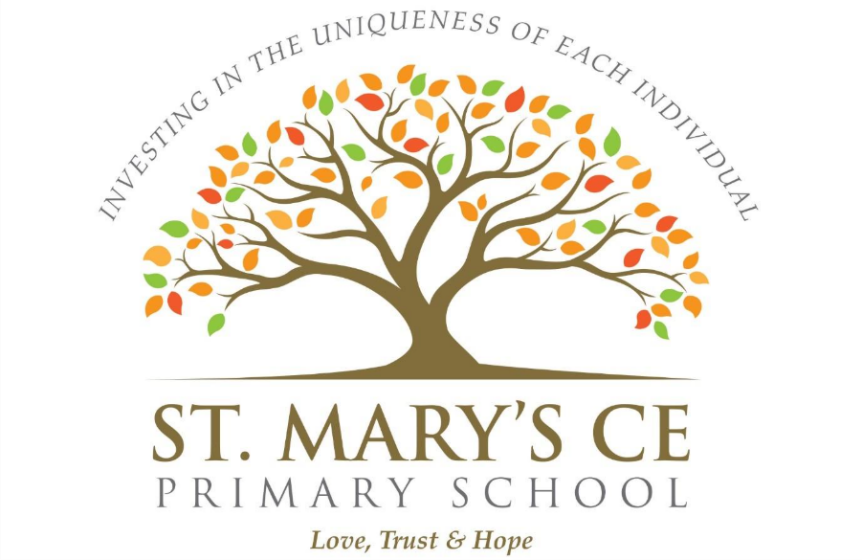 INVESTING IN THE UNIQUENESS OF EACH INDIVIDUAL
ST. MARY'S CE
PRIMARY SCHOOL
Love, Trust & Hope